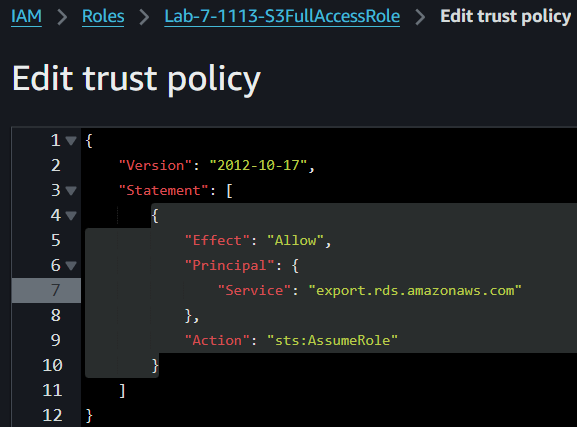 IAM > Roles > Lab-7-1113-S3FullAccessRole > Edit trust policy
Edit trust policy
1 {
2 "Version": "2012-10-17",
3 "Statement": [
4 {
5 "Effect": "Allow",
6 "Principal": {
7 "Service": "export.rds.amazonaws.com"
8 },
9 "Action": "sts:AssumeRole"
10 }
11 ]
12 }